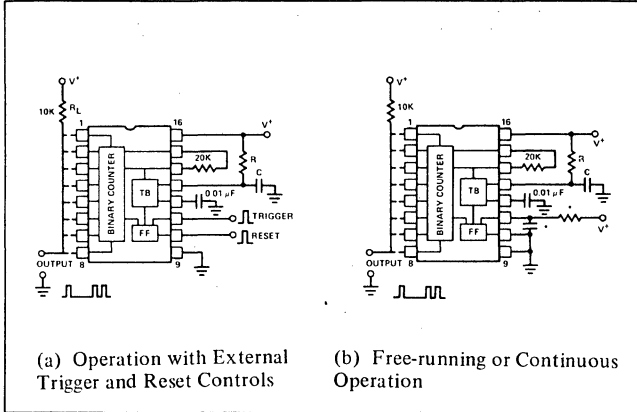 V+
10K RL
1
16
V+
R
20K
C
BINARY COUNTER
TB
0.01 μF
TRIGGER
FF
RESET
OUTPUT
8
9
(a) Operation with External
Trigger and Reset Controls
V+
10K
1
16
V+
R
20K
C
BINARY COUNTER
TB
0.01 μF
*
*
V+
FF
OUTPUT
8
9
(b) Free-running or Continuous
Operation